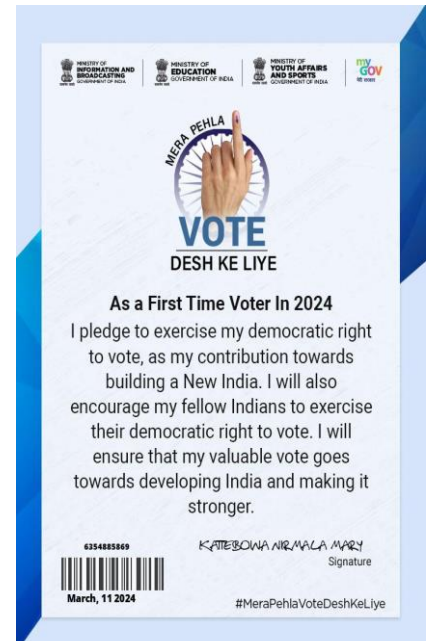 MINISTRY OF
INFORMATION AND
BROADCASTING
GOVERNMENT OF INDIA
MINISTRY OF
EDUCATION
GOVERNMENT OF INDIA
MINISTRY OF
YOUTH AFFAIRS
AND SPORTS
GOVERNMENT OF INDIA
my
GOV
मेरी सरकार
MERA PEHLA
VOTE
DESH KE LIYE
As a First Time Voter In 2024
I pledge to exercise my democratic right
to vote, as my contribution towards
building a New India. I will also
encourage my fellow Indians to exercise
their democratic right to vote. I will
ensure that my valuable vote goes
towards developing India and making it
stronger.
6354885869
KATTEBOWA NIRMALA MARY
Signature
March, 11 2024
#MeraPehlaVoteDeshKeLiye